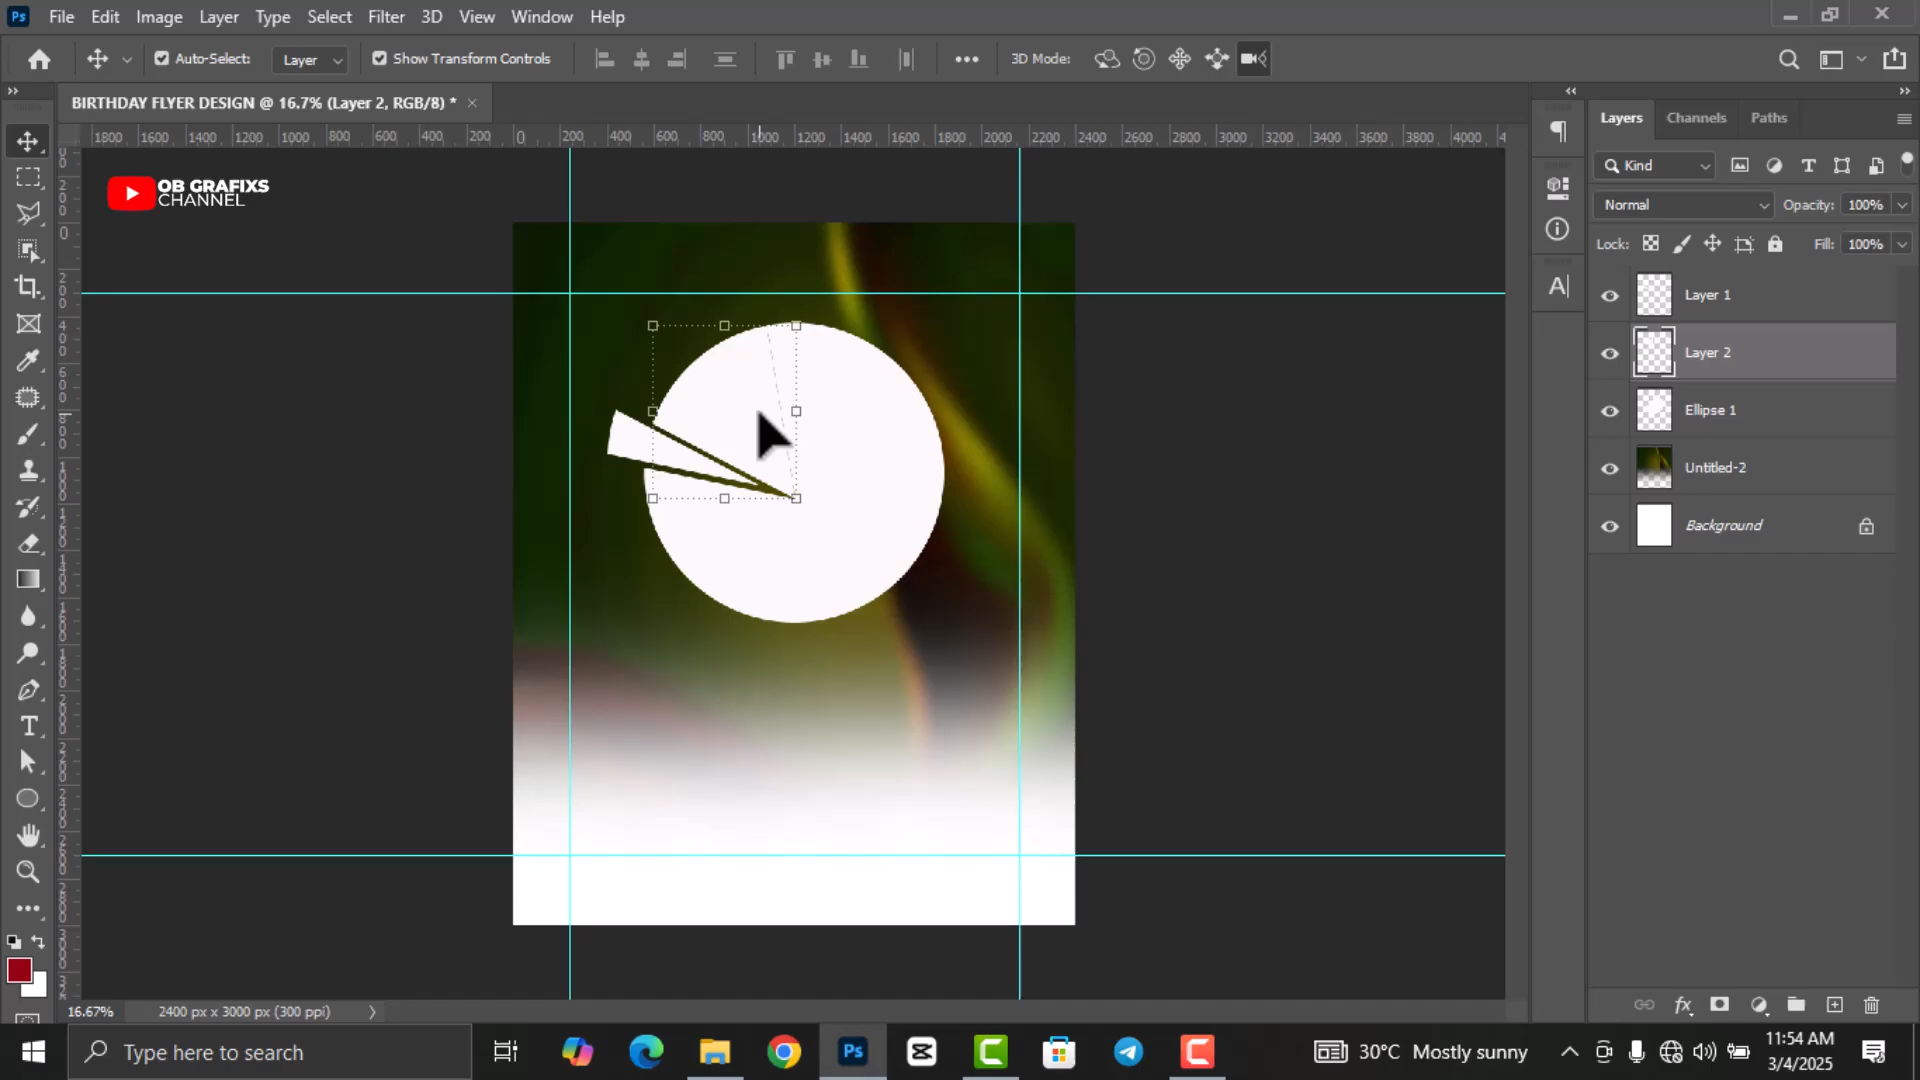 Ps File Edit Image Layer Type Select Filter 3D View Window Help
Auto-Select: Layer Show Transform Controls 3D Mode:
BIRTHDAY FLYER DESIGN @ 16.7% (Layer 2, RGB/8) *
1800 1600 1400 1200 1000 800 600 400 200 0 200 400 600 800 1000 1200 1400 1600 1800 2000 2200 2400 2600 2800 3000 3200 3400 3600 3800 4000
OB GRAFIXS
CHANNEL
Layers Channels Paths
Kind
Normal Opacity: 100%
Lock: Fill: 100%
Layer 1
Layer 2
Ellipse 1
Untitled-2
Background
16.67% 2400 px x 3000 px (300 ppi)
Type here to search
Ps
30°C Mostly sunny
11:54 AM
3/4/2025